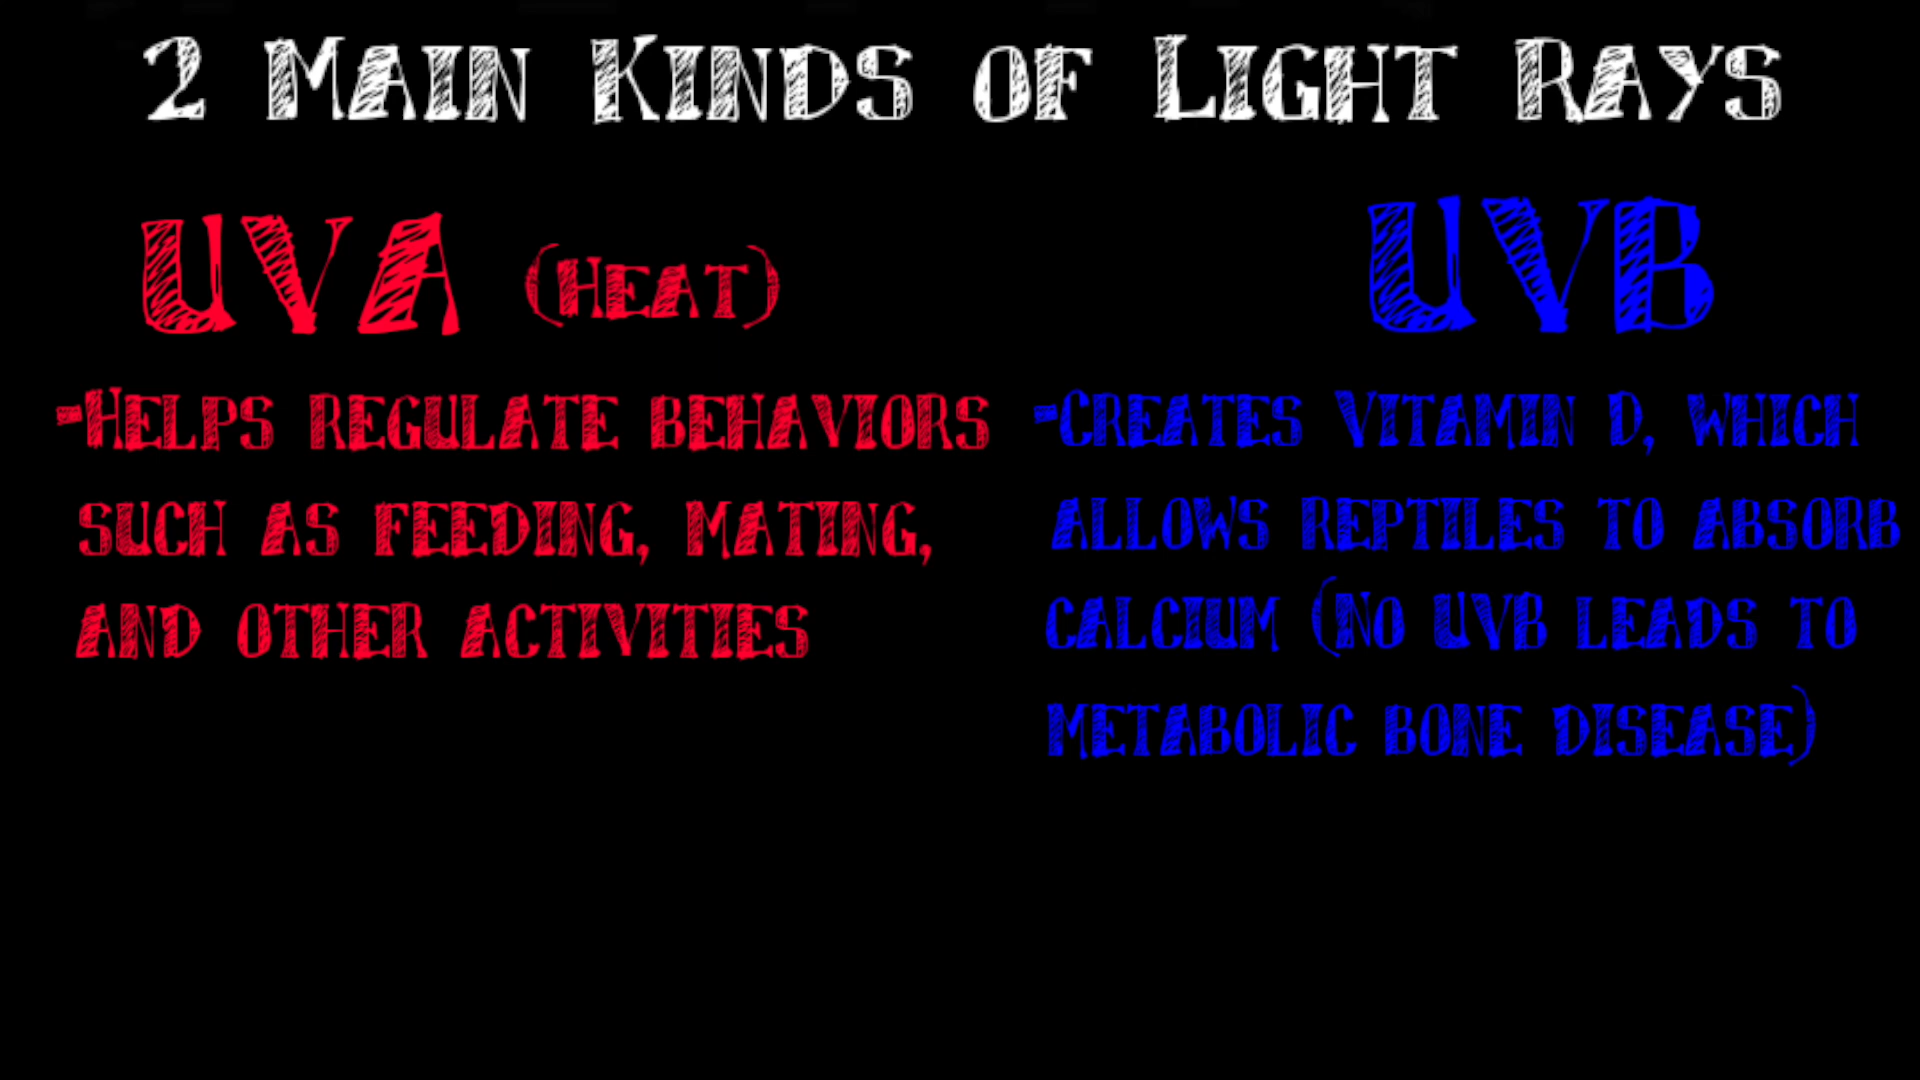 2 Main Kinds of Light Rays
UVA (Heat)
-Helps regulate behaviors
such as feeding, mating,
and other activities
UVB
-Creates Vitamin D, which
allows reptiles to absorb
calcium (No UVB leads to
metabolic bone disease)